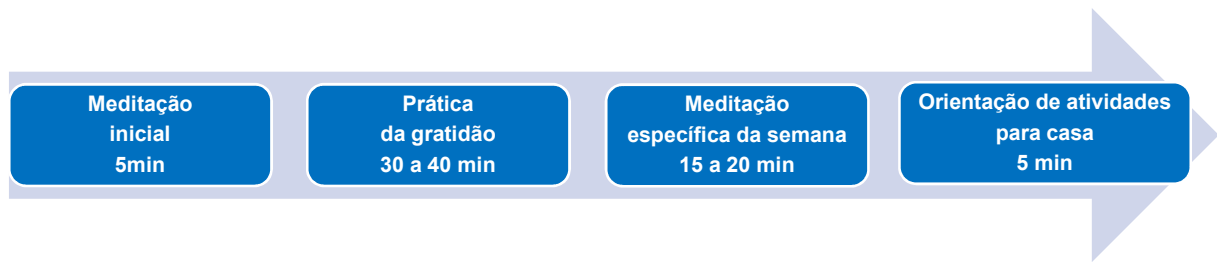 Meditação
inicial
5min
Prática
da gratidão
30 a 40 min
Meditação
específica da semana
15 a 20 min
Orientação de atividades
para casa
5 min